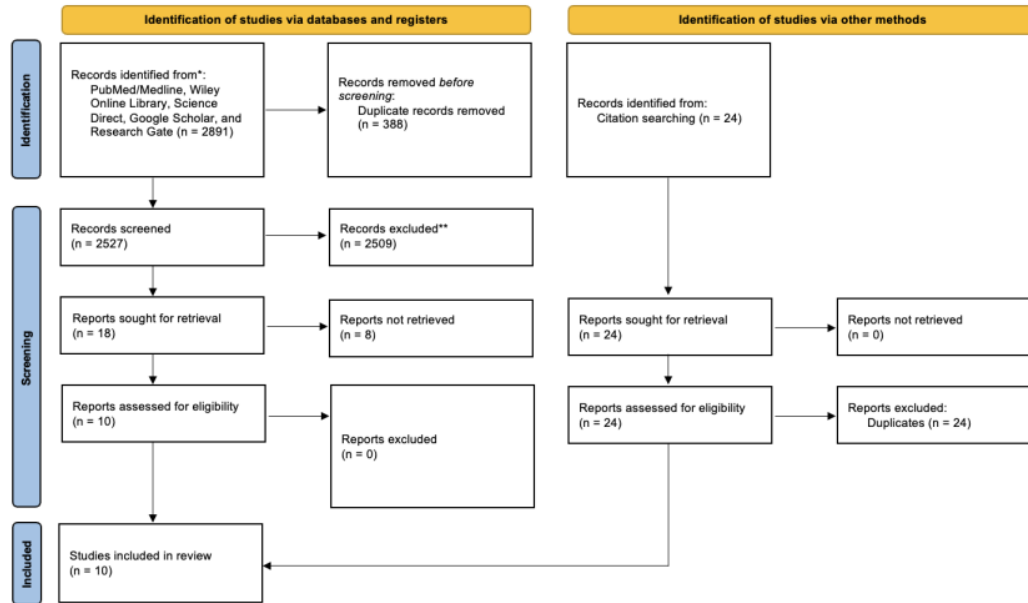 Identification of studies via databases and registers
Identification of studies via other methods
Identification
Records identified from*:
PubMed/Medline, Wiley
Online Library, Science
Direct, Google Scholar, and
Research Gate (n = 2891)
Records removed before
screening:
Duplicate records removed
(n = 388)
Records identified from:
Citation searching (n = 24)
Screening
Records screened
(n = 2527)
Records excluded**
(n = 2509)
Reports sought for retrieval
(n = 18)
Reports not retrieved
(n = 8)
Reports sought for retrieval
(n = 24)
Reports not retrieved
(n = 0)
Reports assessed for eligibility
(n = 10)
Reports excluded
(n = 0)
Reports assessed for eligibility
(n = 24)
Reports excluded:
Duplicates (n = 24)
Included
Studies included in review
(n = 10)